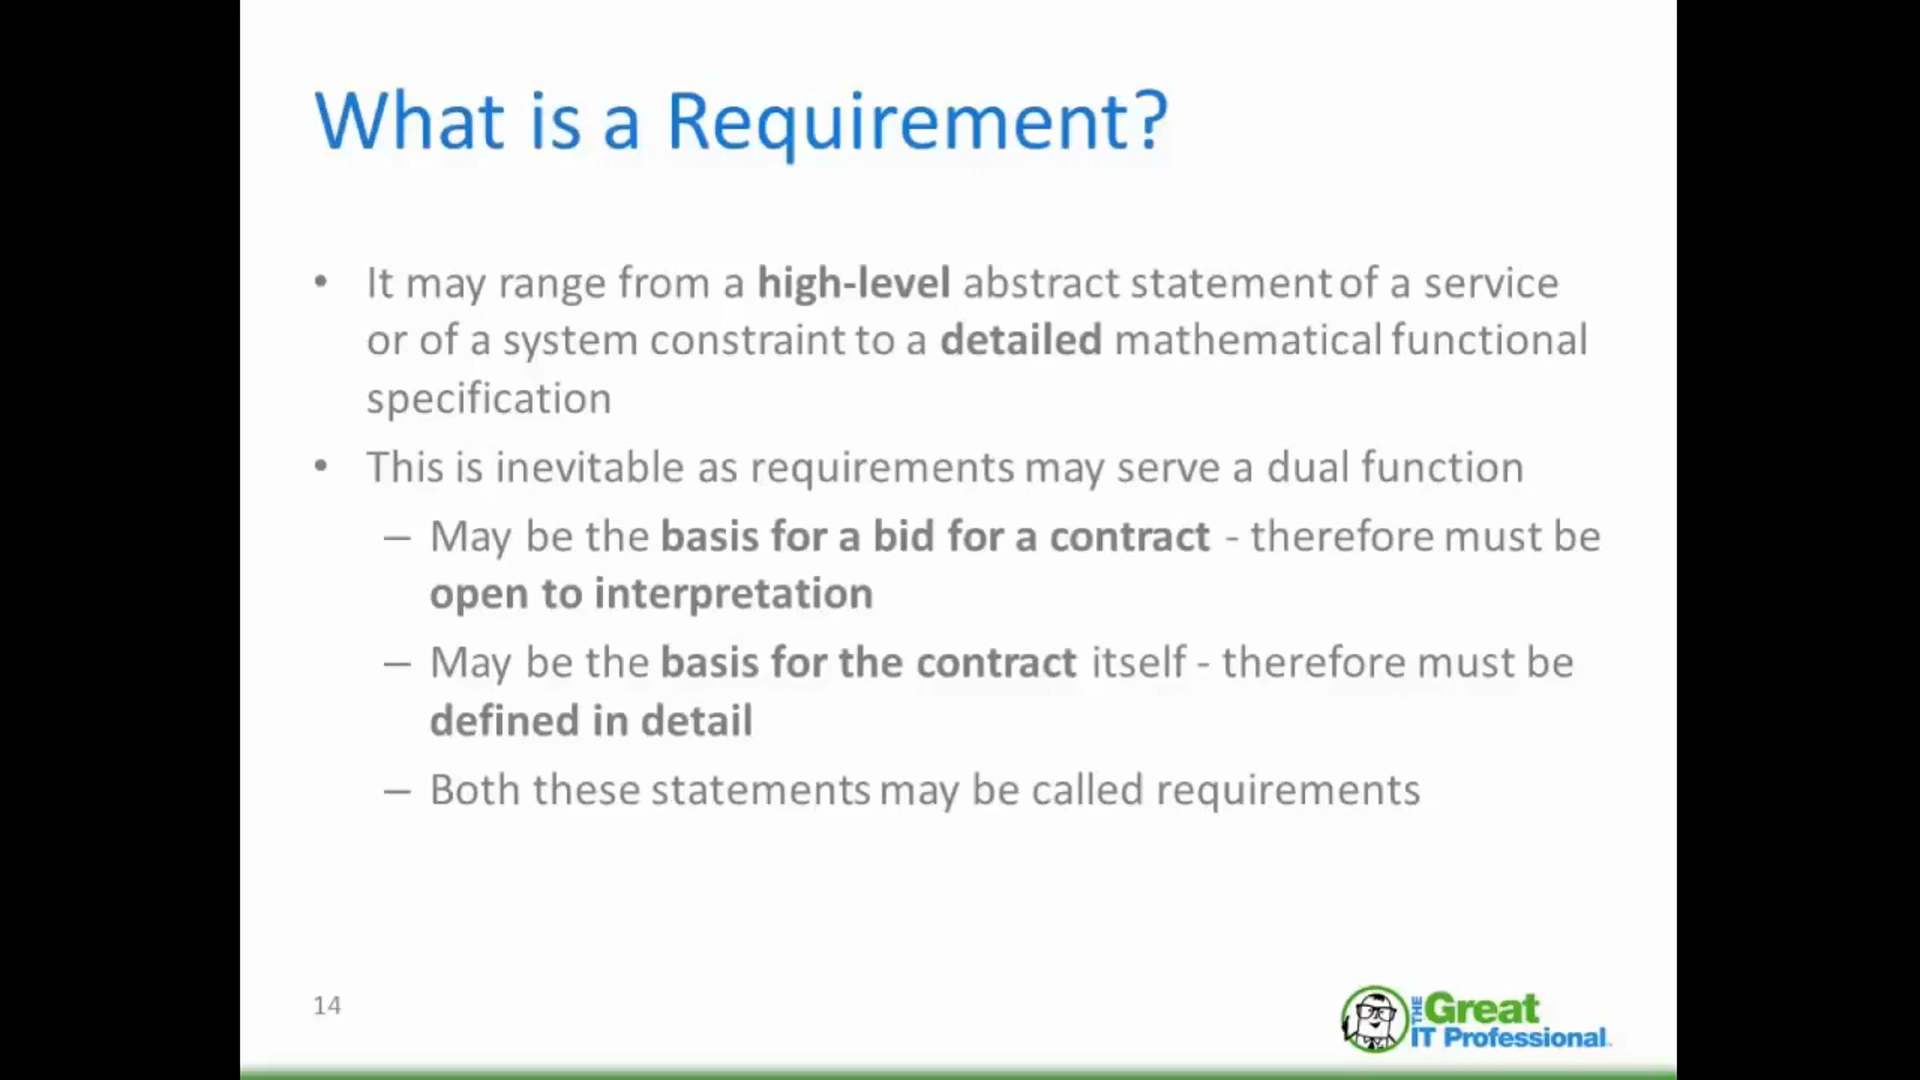 What is a Requirement?
• It may range from a high-level abstract statement of a service
or of a system constraint to a detailed mathematical functional
specification
• This is inevitable as requirements may serve a dual function
– May be the basis for a bid for a contract - therefore must be
open to interpretation
– May be the basis for the contract itself - therefore must be
defined in detail
– Both these statements may be called requirements
14
THE Great
IT Professional